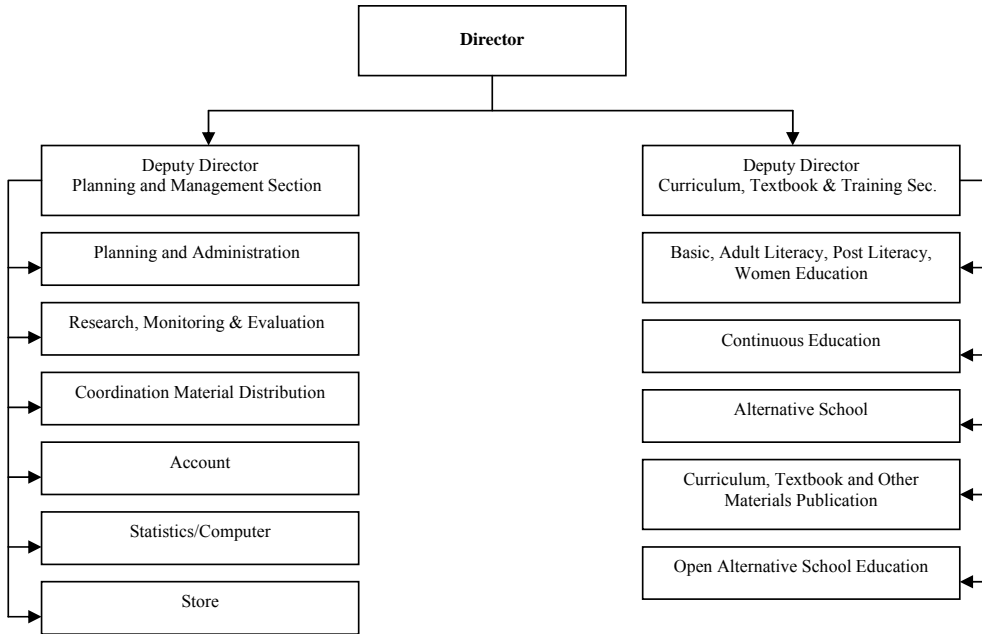 Director
Deputy Director
Planning and Management Section
Planning and Administration
Research, Monitoring & Evaluation
Coordination Material Distribution
Account
Statistics/Computer
Store
Deputy Director
Curriculum, Textbook & Training Sec.
Basic, Adult Literacy, Post Literacy,
Women Education
Continuous Education
Alternative School
Curriculum, Textbook and Other
Materials Publication
Open Alternative School Education